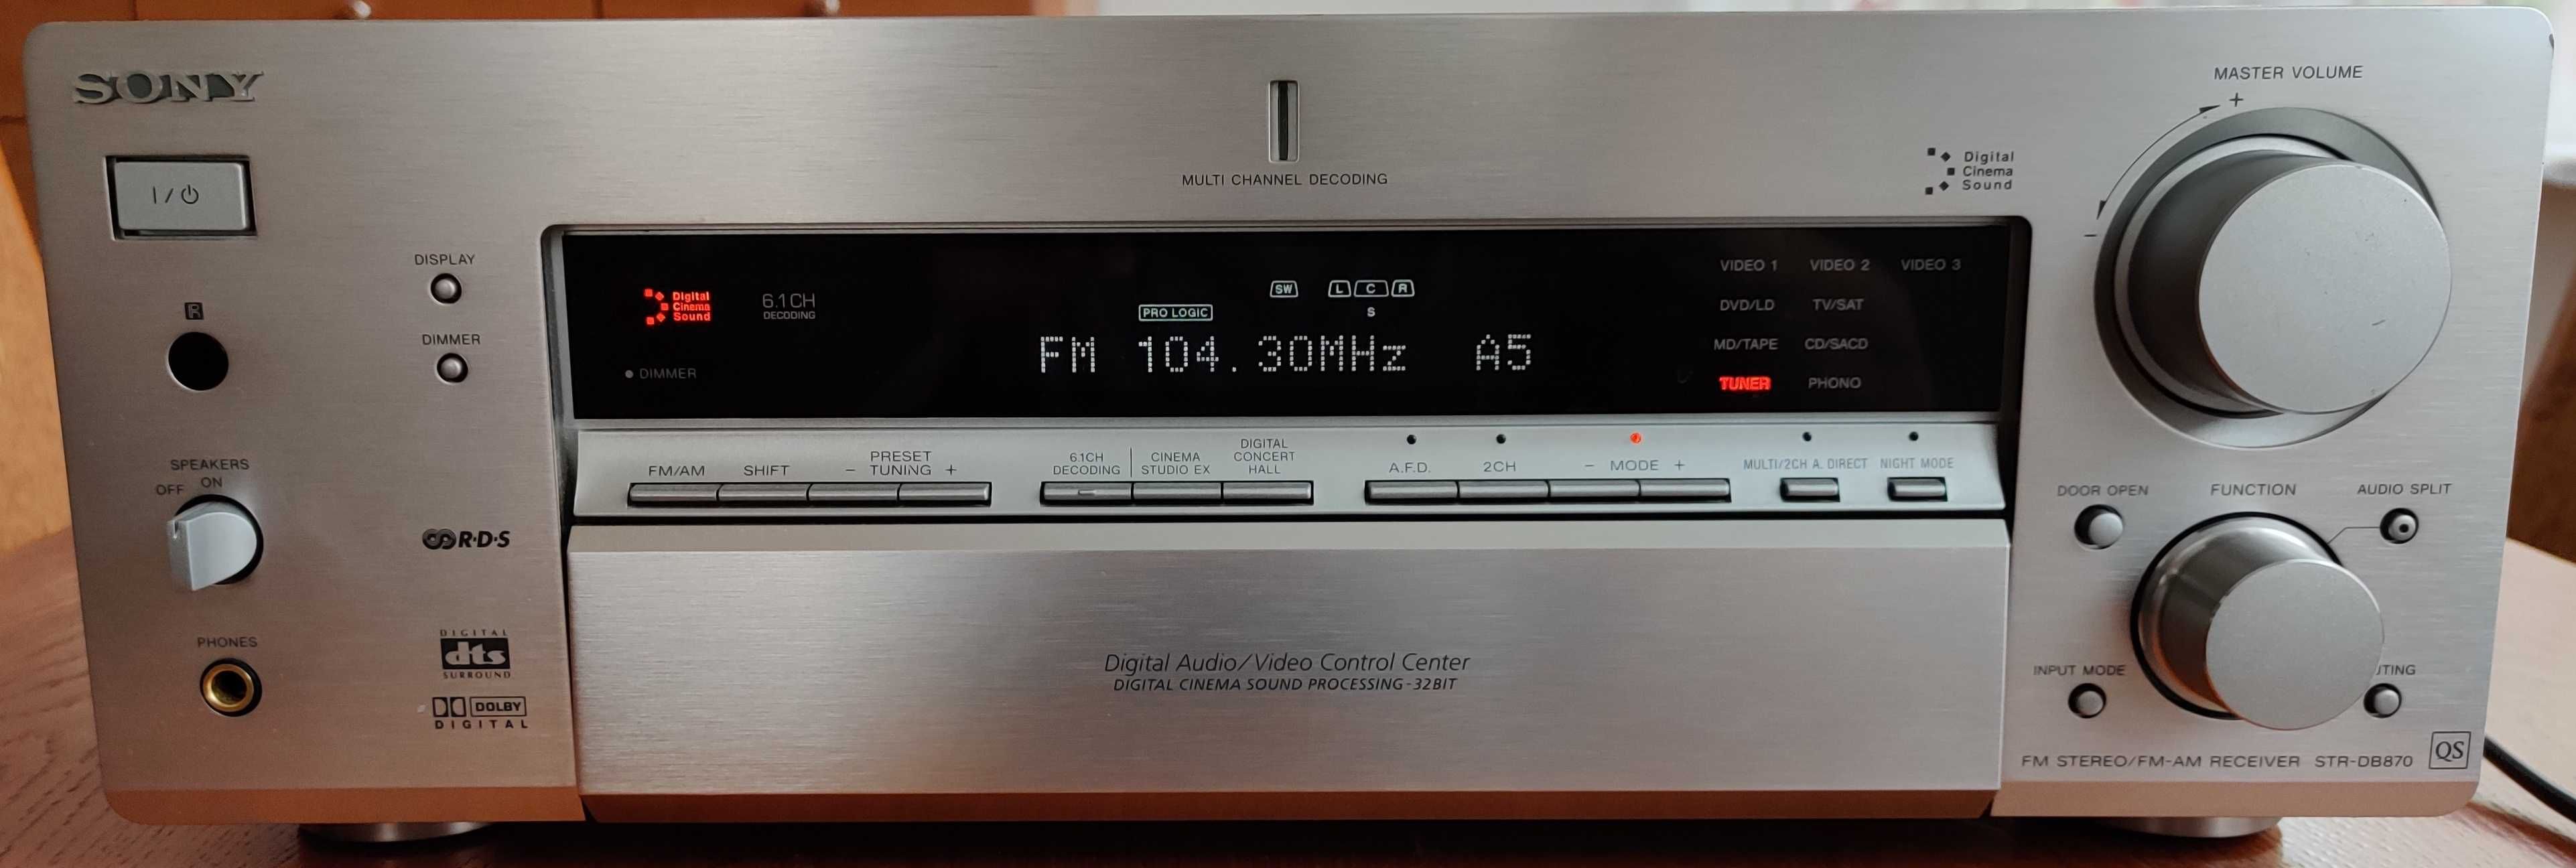 SONY
MASTER VOLUME
+
−
I/⏻
MULTI CHANNEL DECODING
Digital
Cinema
Sound
DISPLAY
DIMMER
R
Digital
Cinema
Sound
6.1 CH
DECODING
DIMMER
SW
L C R
S
PRO LOGIC
FM 104.30MHz A5
VIDEO 1 VIDEO 2 VIDEO 3
DVD/LD TV/SAT
MD/TAPE CD/SACD
TUNER PHONO
FM/AM
SHIFT
PRESET
− TUNING +
6.1CH
DECODING
CINEMA
STUDIO EX
DIGITAL
CONCERT
HALL
A.F.D.
2CH
− MODE +
MULTI/2CH A. DIRECT
NIGHT MODE
SPEAKERS
OFF ON
PHONES
R·D·S
DIGITAL
dts
SURROUND
DOLBY
DIGITAL
Digital Audio/Video Control Center
DIGITAL CINEMA SOUND PROCESSING-32BIT
DOOR OPEN
FUNCTION
AUDIO SPLIT
INPUT MODE
FM STEREO/FM-AM RECEIVER STR-DB870
QS